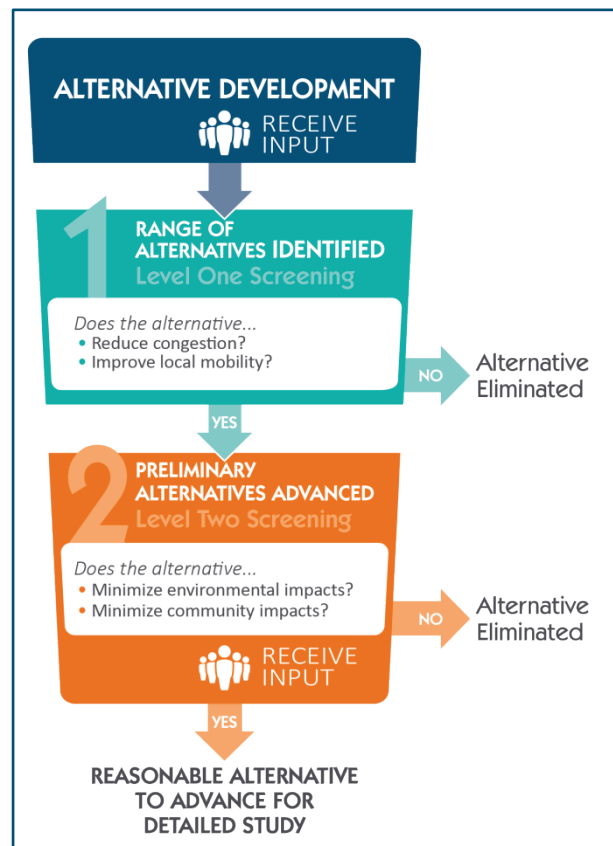 ALTERNATIVE DEVELOPMENT
RECEIVE
INPUT
1
RANGE OF
ALTERNATIVES IDENTIFIED
Level One Screening
Does the alternative...
• Reduce congestion?
• Improve local mobility?
NO
Alternative
Eliminated
YES
2
PRELIMINARY
ALTERNATIVES ADVANCED
Level Two Screening
Does the alternative...
• Minimize environmental impacts?
• Minimize community impacts?
NO
Alternative
Eliminated
RECEIVE
INPUT
YES
REASONABLE ALTERNATIVE
TO ADVANCE FOR
DETAILED STUDY